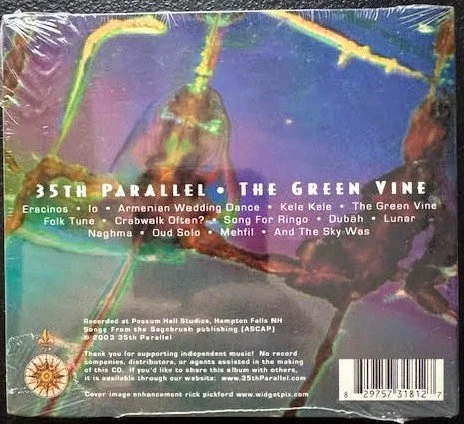 35TH PARALLEL • THE GREEN VINE
Eracinos • Io • Armenian Wedding Dance • Kele Kele • The Green Vine
Folk Tune • Crabwalk Often? • Song For Ringo • Dubāh • Lunar
Naghma • Oud Solo • Mehfil • And The Sky Was
Recorded at Possum Hall Studios, Hampton Falls NH
Songs From the Sagebrush publishing (ASCAP)
© 2003 35th Parallel
Thank you for supporting independent music! No record
companies, distributors, or agents assisted in the making
of this CD. If you'd like to share this album with others,
it is available through our website: www.35thParallel.com
Cover image enhancement rick pickford www.widgetpix.com
8 29757 31812 7